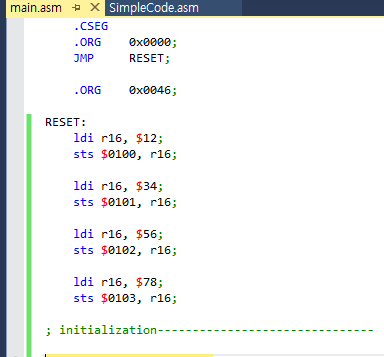 main.asm SimpleCode.asm
.CSEG
.ORG 0x0000;
JMP RESET;
.ORG 0x0046;
RESET:
ldi r16, $12;
sts $0100, r16;
ldi r16, $34;
sts $0101, r16;
ldi r16, $56;
sts $0102, r16;
ldi r16, $78;
sts $0103, r16;
; initialization-------------------------------